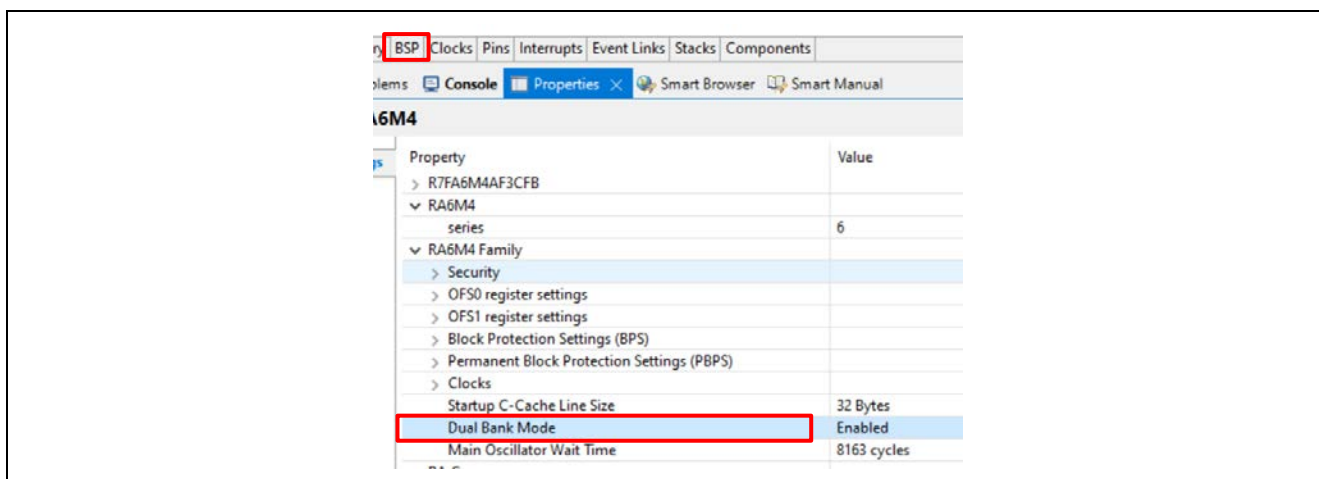 BSP Clocks Pins Interrupts Event Links Stacks Components
Console Properties Smart Browser Smart Manual
Property Value
R7FA6M4AF3CFB
RA6M4
series 6
RA6M4 Family
Security
OFS0 register settings
OFS1 register settings
Block Protection Settings (BPS)
Permanent Block Protection Settings (PBPS)
Clocks
Startup C-Cache Line Size 32 Bytes
Dual Bank Mode Enabled
Main Oscillator Wait Time 8163 cycles